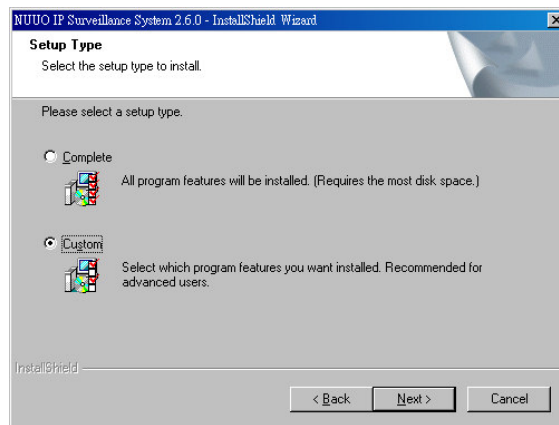 NUUO IP Surveillance System 2.6.0 - InstallShield Wizard
Setup Type
Select the setup type to install.
Please select a setup type.
Complete
All program features will be installed. (Requires the most disk space.)
Custom
Select which program features you want installed. Recommended for
advanced users.
InstallShield
< Back
Next >
Cancel